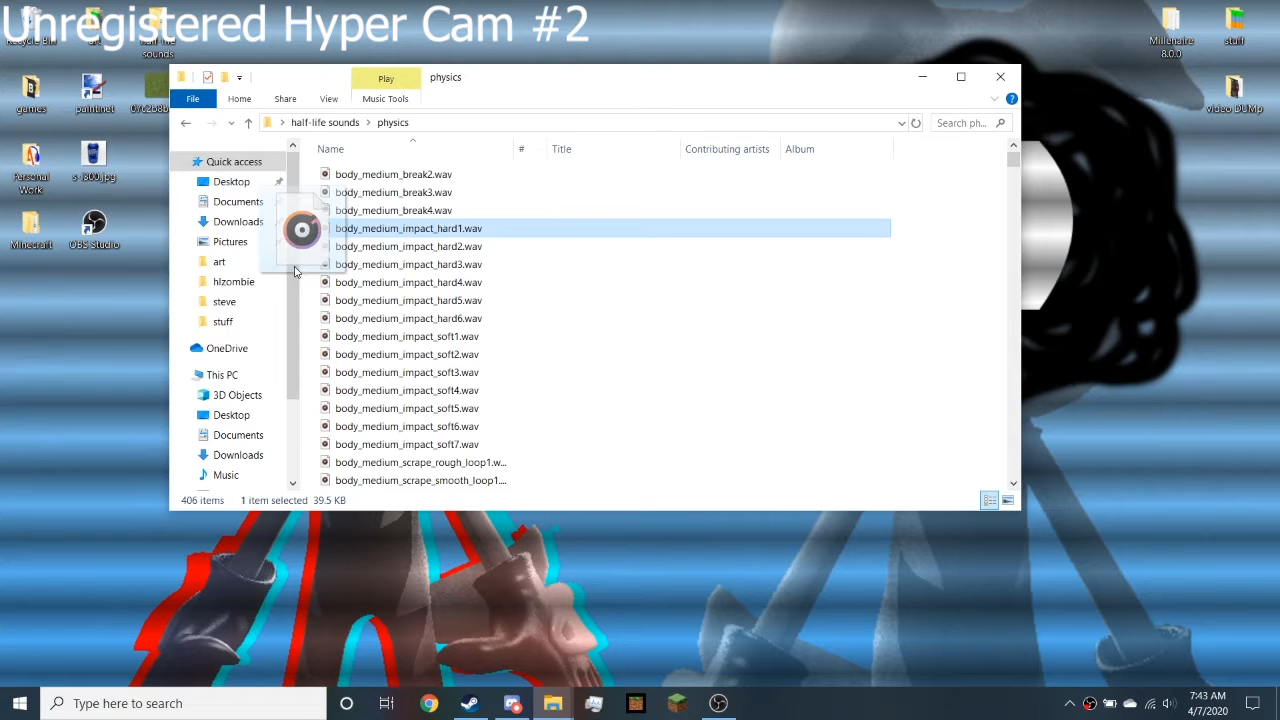 Unregistered Hyper Cam #2
sounds
games
paint.net
Personal
Work
s-l300.jpg
Minecraft
OBS Studio
Millenaire
8.0.0
stuff
video DUMp
Play
physics
File
Home
Share
View
Music Tools
half-life sounds
physics
Search ph...
Quick access
Desktop
Documents
Downloads
Pictures
art
hlzombie
steve
stuff
OneDrive
This PC
3D Objects
Desktop
Documents
Downloads
Music
Name
#
Title
Contributing artists
Album
body_medium_break2.wav
body_medium_break3.wav
body_medium_break4.wav
body_medium_impact_hard1.wav
body_medium_impact_hard2.wav
body_medium_impact_hard3.wav
body_medium_impact_hard4.wav
body_medium_impact_hard5.wav
body_medium_impact_hard6.wav
body_medium_impact_soft1.wav
body_medium_impact_soft2.wav
body_medium_impact_soft3.wav
body_medium_impact_soft4.wav
body_medium_impact_soft5.wav
body_medium_impact_soft6.wav
body_medium_impact_soft7.wav
body_medium_scrape_rough_loop1.w...
body_medium_scrape_smooth_loop1....
406 items
1 item selected 39.5 KB
Type here to search
7:43 AM
4/7/2020